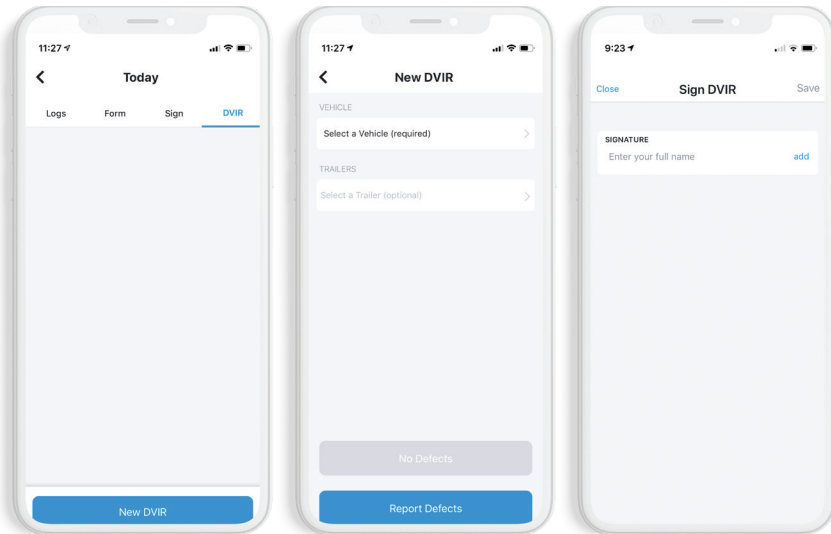 11:27
Today
Logs Form Sign DVIR
New DVIR
11:27
New DVIR
VEHICLE
Select a Vehicle (required)
TRAILERS
Select a Trailer (optional)
No Defects
Report Defects
9:23
Close Sign DVIR Save
SIGNATURE
Enter your full name add